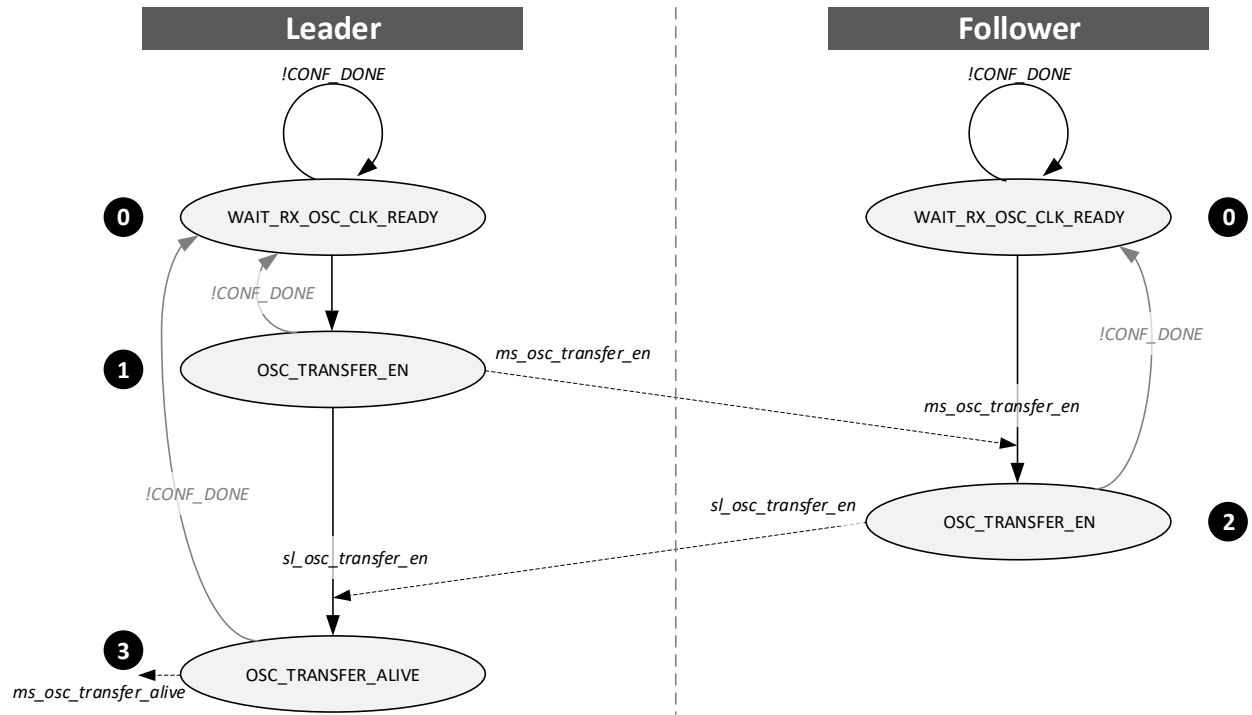 Leader
Follower
!CONF_DONE
!CONF_DONE
0
WAIT_RX_OSC_CLK_READY
WAIT_RX_OSC_CLK_READY
0
!CONF_DONE
!CONF_DONE
1
OSC_TRANSFER_EN
ms_osc_transfer_en
ms_osc_transfer_en
!CONF_DONE
sl_osc_transfer_en
OSC_TRANSFER_EN
2
sl_osc_transfer_en
3
OSC_TRANSFER_ALIVE
ms_osc_transfer_alive